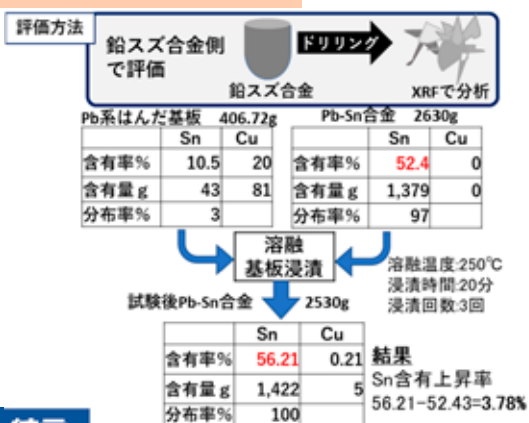 評価方法
鉛スズ合金側
で評価
ドリリング
鉛スズ合金
XRFで分析
Pb系はんだ基板 406.72g
Sn Cu
含有率% 10.5 20
含有量g 43 81
分布率% 3
Pb-Sn合金 2630g
Sn Cu
含有率% 52.4 0
含有量g 1,379 0
分布率% 97
溶融
基板浸漬
溶融温度:250℃
浸漬時間:20分
浸漬回数:3回
試験後Pb-Sn合金 2530g
Sn Cu
含有率% 56.21 0.21
含有量g 1,422 5
分布率% 100
結果
Sn含有上昇率
56.21-52.43=3.78%